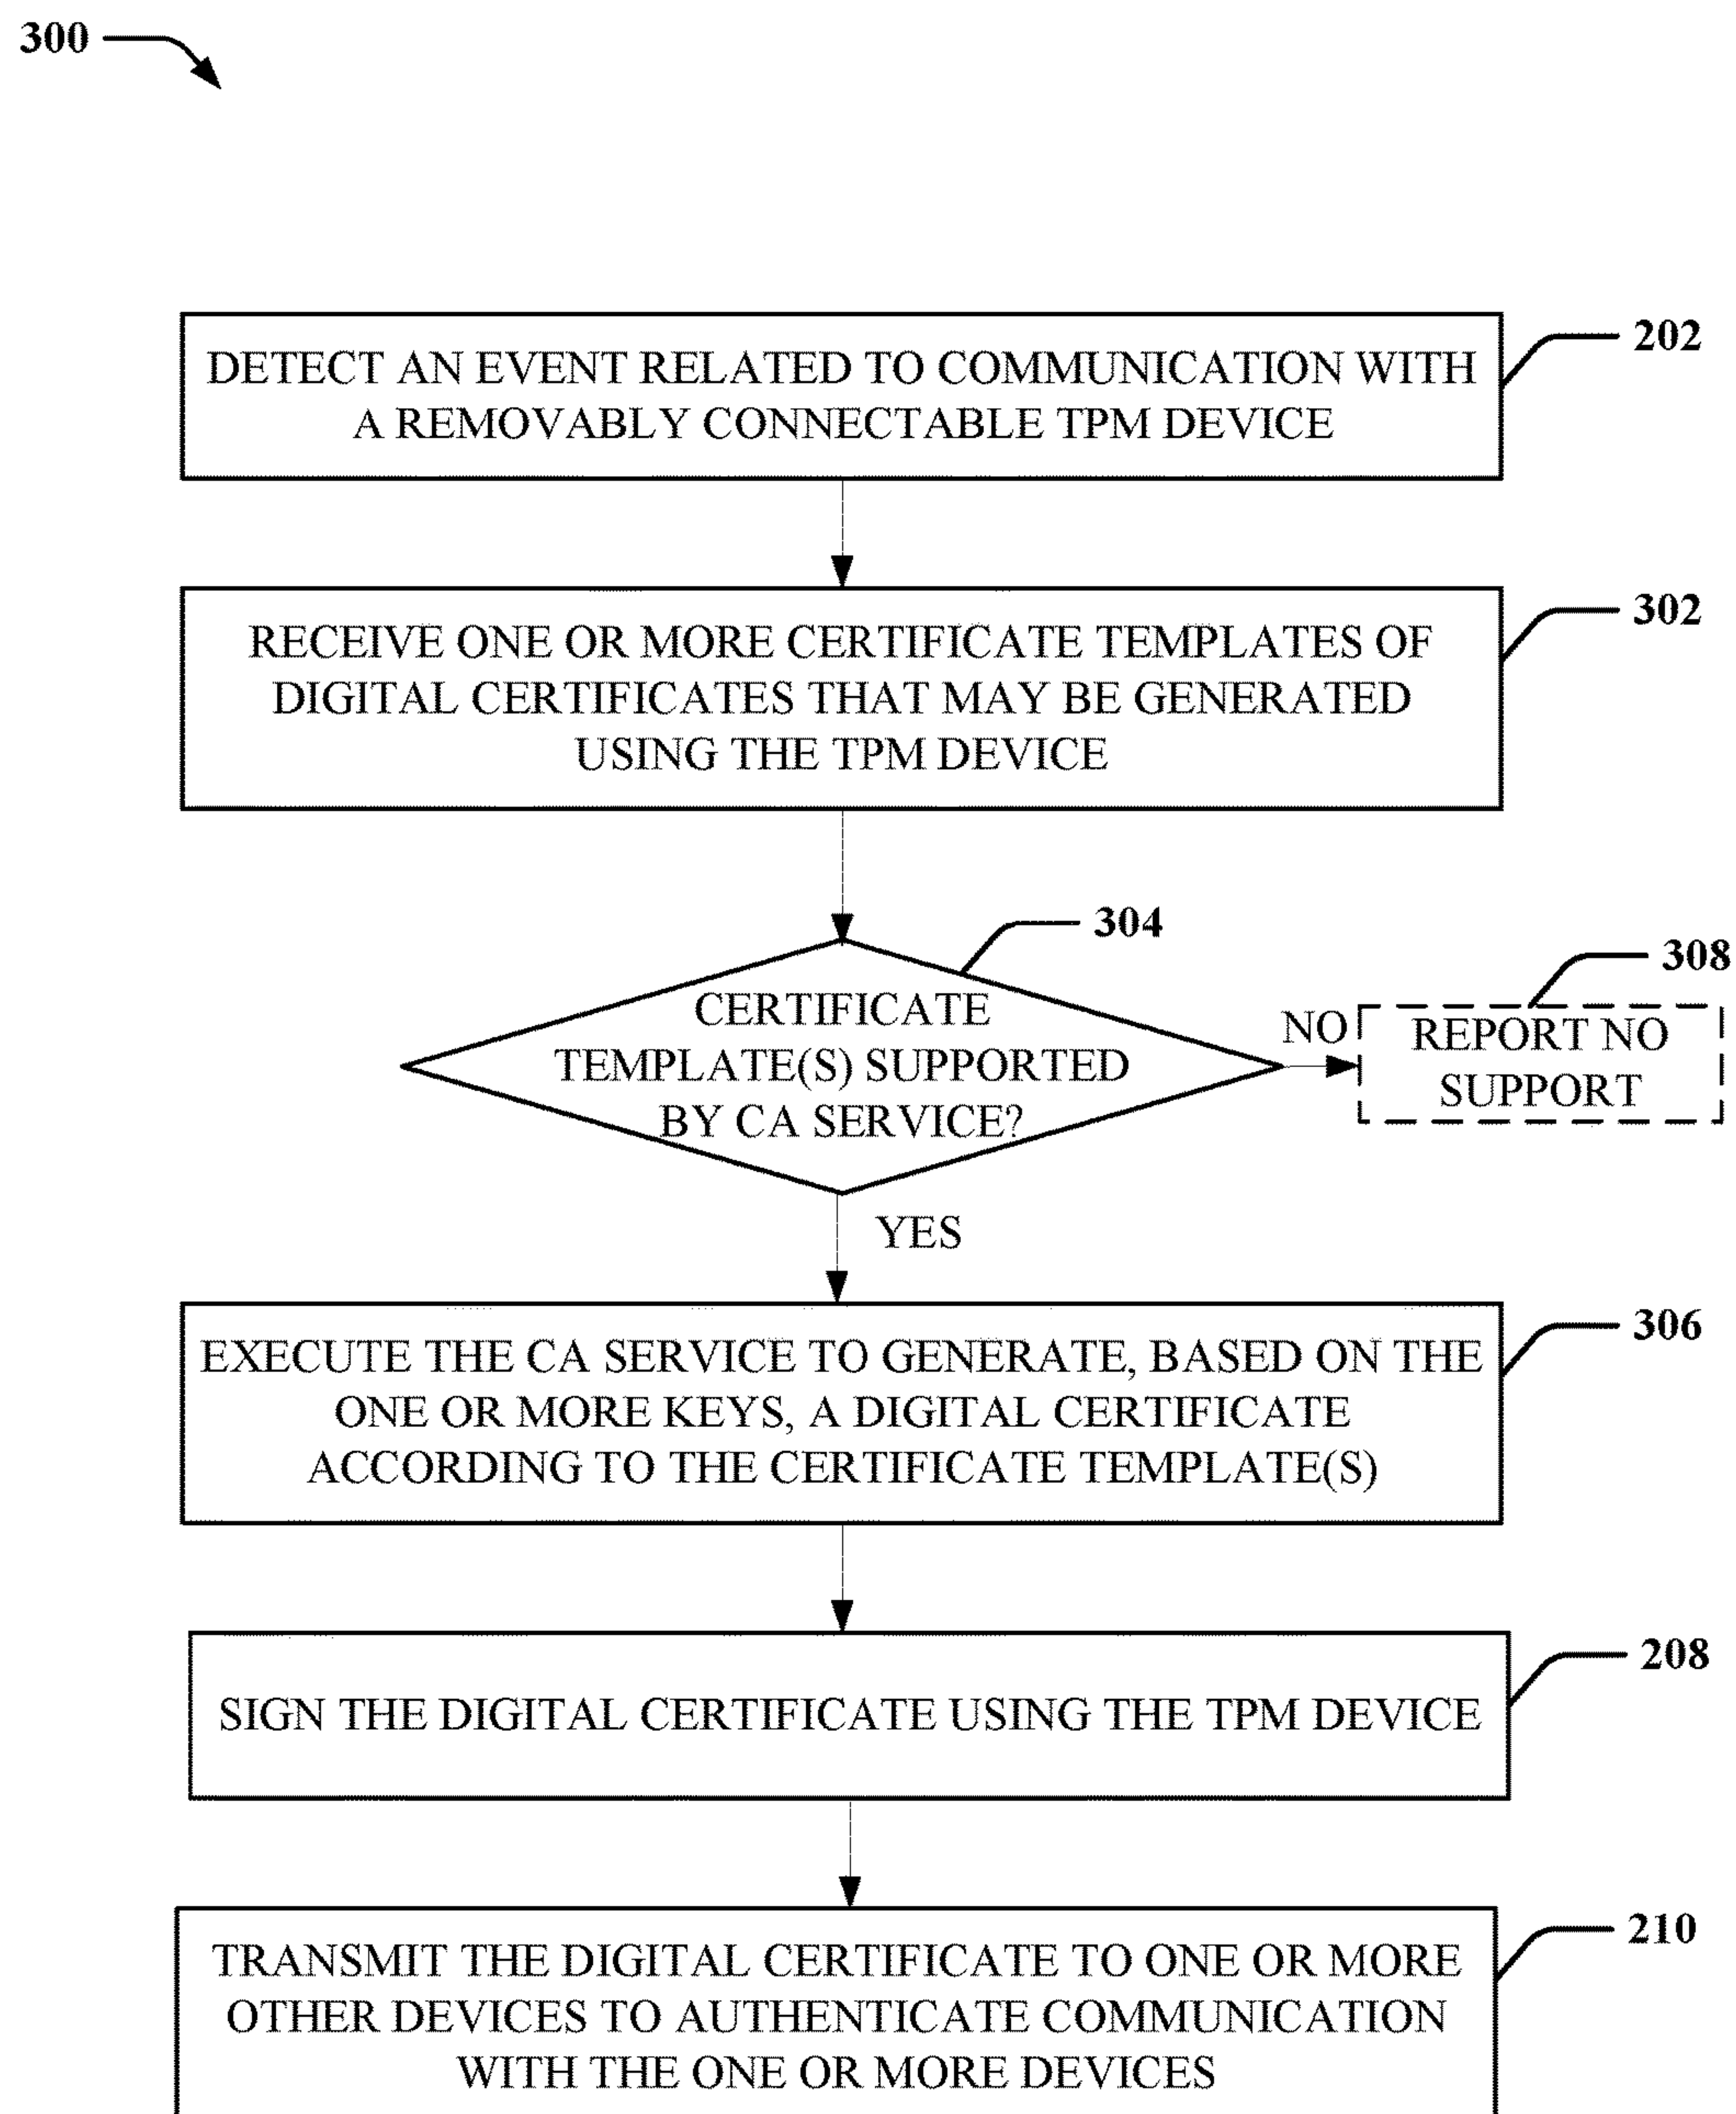 300
DETECT AN EVENT RELATED TO COMMUNICATION WITH
A REMOVABLY CONNECTABLE TPM DEVICE
202
RECEIVE ONE OR MORE CERTIFICATE TEMPLATES OF
DIGITAL CERTIFICATES THAT MAY BE GENERATED
USING THE TPM DEVICE
302
CERTIFICATE
TEMPLATE(S) SUPPORTED
BY CA SERVICE?
304
NO
REPORT NO
SUPPORT
308
YES
EXECUTE THE CA SERVICE TO GENERATE, BASED ON THE
ONE OR MORE KEYS, A DIGITAL CERTIFICATE
ACCORDING TO THE CERTIFICATE TEMPLATE(S)
306
SIGN THE DIGITAL CERTIFICATE USING THE TPM DEVICE
208
TRANSMIT THE DIGITAL CERTIFICATE TO ONE OR MORE
OTHER DEVICES TO AUTHENTICATE COMMUNICATION
WITH THE ONE OR MORE DEVICES
210